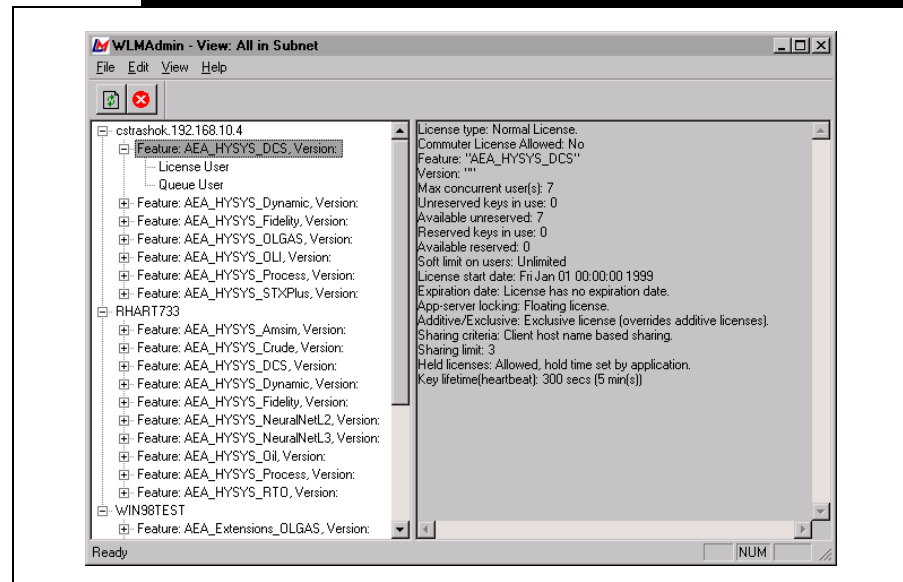 WLMAdmin - View: All in Subnet
File Edit View Help
cstrashok.192.168.10.4
Feature: AEA_HYSYS_DCS, Version:
License User
Queue User
Feature: AEA_HYSYS_Dynamic, Version:
Feature: AEA_HYSYS_Fidelity, Version:
Feature: AEA_HYSYS_OLGAS, Version:
Feature: AEA_HYSYS_OLI, Version:
Feature: AEA_HYSYS_Process, Version:
Feature: AEA_HYSYS_STXPlus, Version:
RHART733
Feature: AEA_HYSYS_Amsim, Version:
Feature: AEA_HYSYS_Crude, Version:
Feature: AEA_HYSYS_DCS, Version:
Feature: AEA_HYSYS_Dynamic, Version:
Feature: AEA_HYSYS_Fidelity, Version:
Feature: AEA_HYSYS_NeuralNetL2, Version:
Feature: AEA_HYSYS_NeuralNetL3, Version:
Feature: AEA_HYSYS_Oil, Version:
Feature: AEA_HYSYS_Process, Version:
Feature: AEA_HYSYS_RTO, Version:
WIN98TEST
Feature: AEA_Extensions_OLGAS, Version:
License type: Normal License.
Commuter License Allowed: No
Feature: "AEA_HYSYS_DCS"
Version: ""
Max concurrent user(s): 7
Unreserved keys in use: 0
Available unreserved: 7
Reserved keys in use: 0
Available reserved: 0
Soft limit on users: Unlimited
License start date: Fri Jan 01 00:00:00 1999
Expiration date: License has no expiration date.
App-server locking: Floating license.
Additive/Exclusive: Exclusive license (overrides additive licenses).
Sharing criteria: Client host name based sharing.
Sharing limit: 3
Held licenses: Allowed, hold time set by application.
Key lifetime(heartbeat): 300 secs (5 min(s))
Ready
NUM